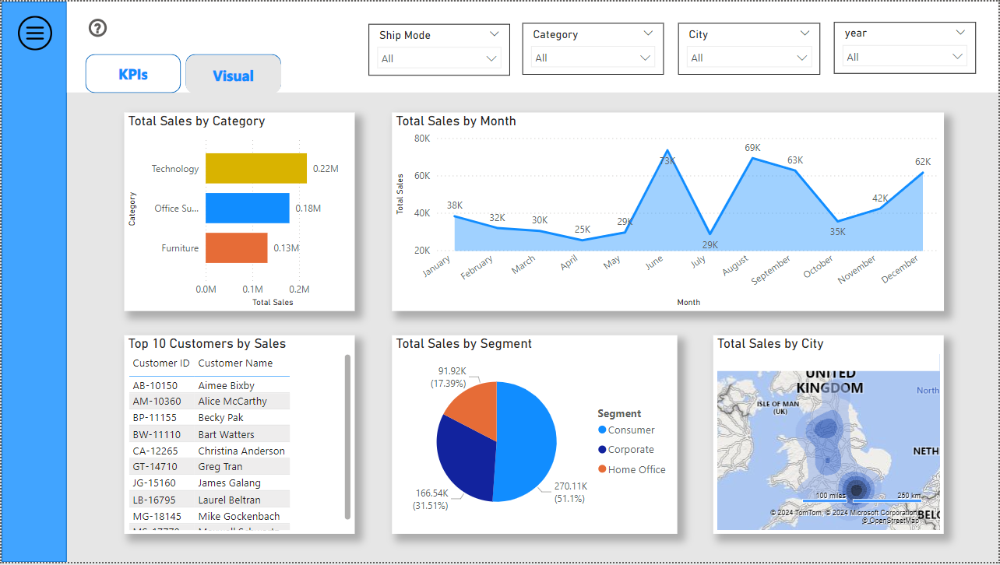 ?
Ship Mode
All
Category
All
City
All
year
All
KPIs
Visual
Total Sales by Category
Category
Technology
0.22M
Office Su...
0.18M
Furniture
0.13M
0.0M 0.1M 0.2M
Total Sales
Total Sales by Month
Total Sales
80K
60K
40K
20K
38K
32K
30K
25K
29K
73K
29K
69K
63K
35K
42K
62K
January
February
March
April
May
June
July
August
September
October
November
December
Month
Top 10 Customers by Sales
Customer ID Customer Name
AB-10150 Aimee Bixby
AM-10360 Alice McCarthy
BP-11155 Becky Pak
BW-11110 Bart Watters
CA-12265 Christina Anderson
GT-14710 Greg Tran
JG-15160 James Galang
LB-16795 Laurel Beltran
MG-18145 Mike Gockenbach
Total Sales by Segment
91.92K
(17.39%)
166.54K
(31.51%)
270.11K
(51.1%)
Segment
Consumer
Corporate
Home Office
Total Sales by City
UNITED
KINGDOM
North
ISLE OF MAN
(UK)
NETH
100 miles 250 km
BELG
© 2024 TomTom, © 2024 Microsoft Corporation
© OpenStreetMap